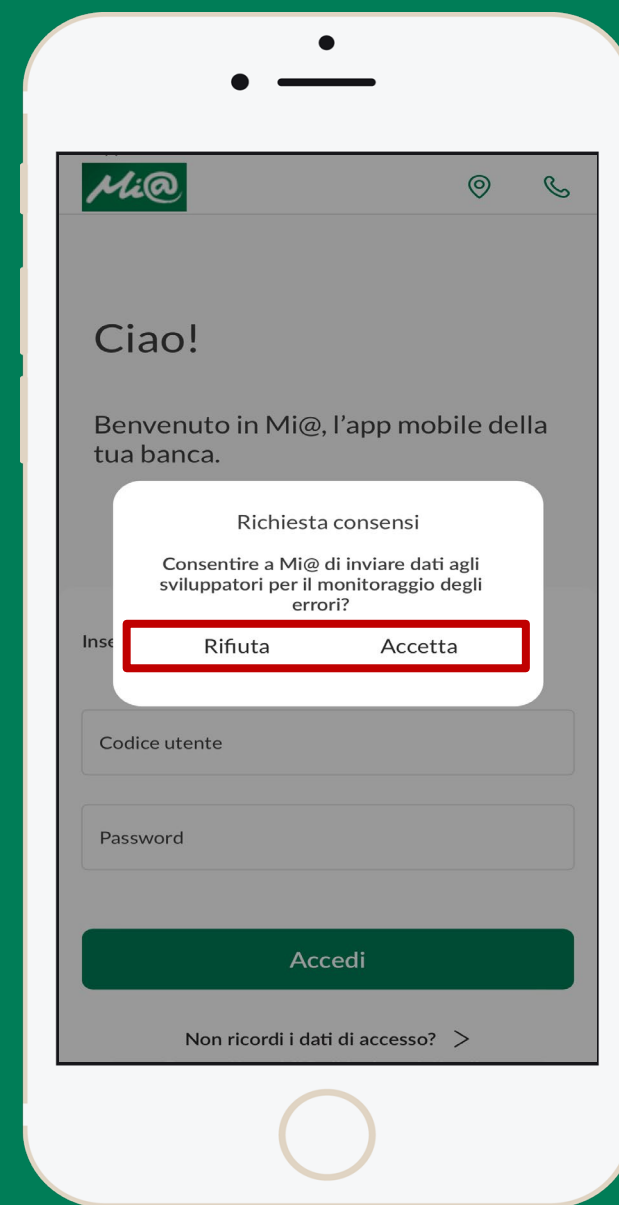 Mi@
Ciao!
Benvenuto in Mi@, l’app mobile della
tua banca.
Richiesta consensi
Consentire a Mi@ di inviare dati agli
sviluppatori per il monitoraggio degli
errori?
Rifiuta Accetta
Codice utente
Password
Accedi
Non ricordi i dati di accesso? >